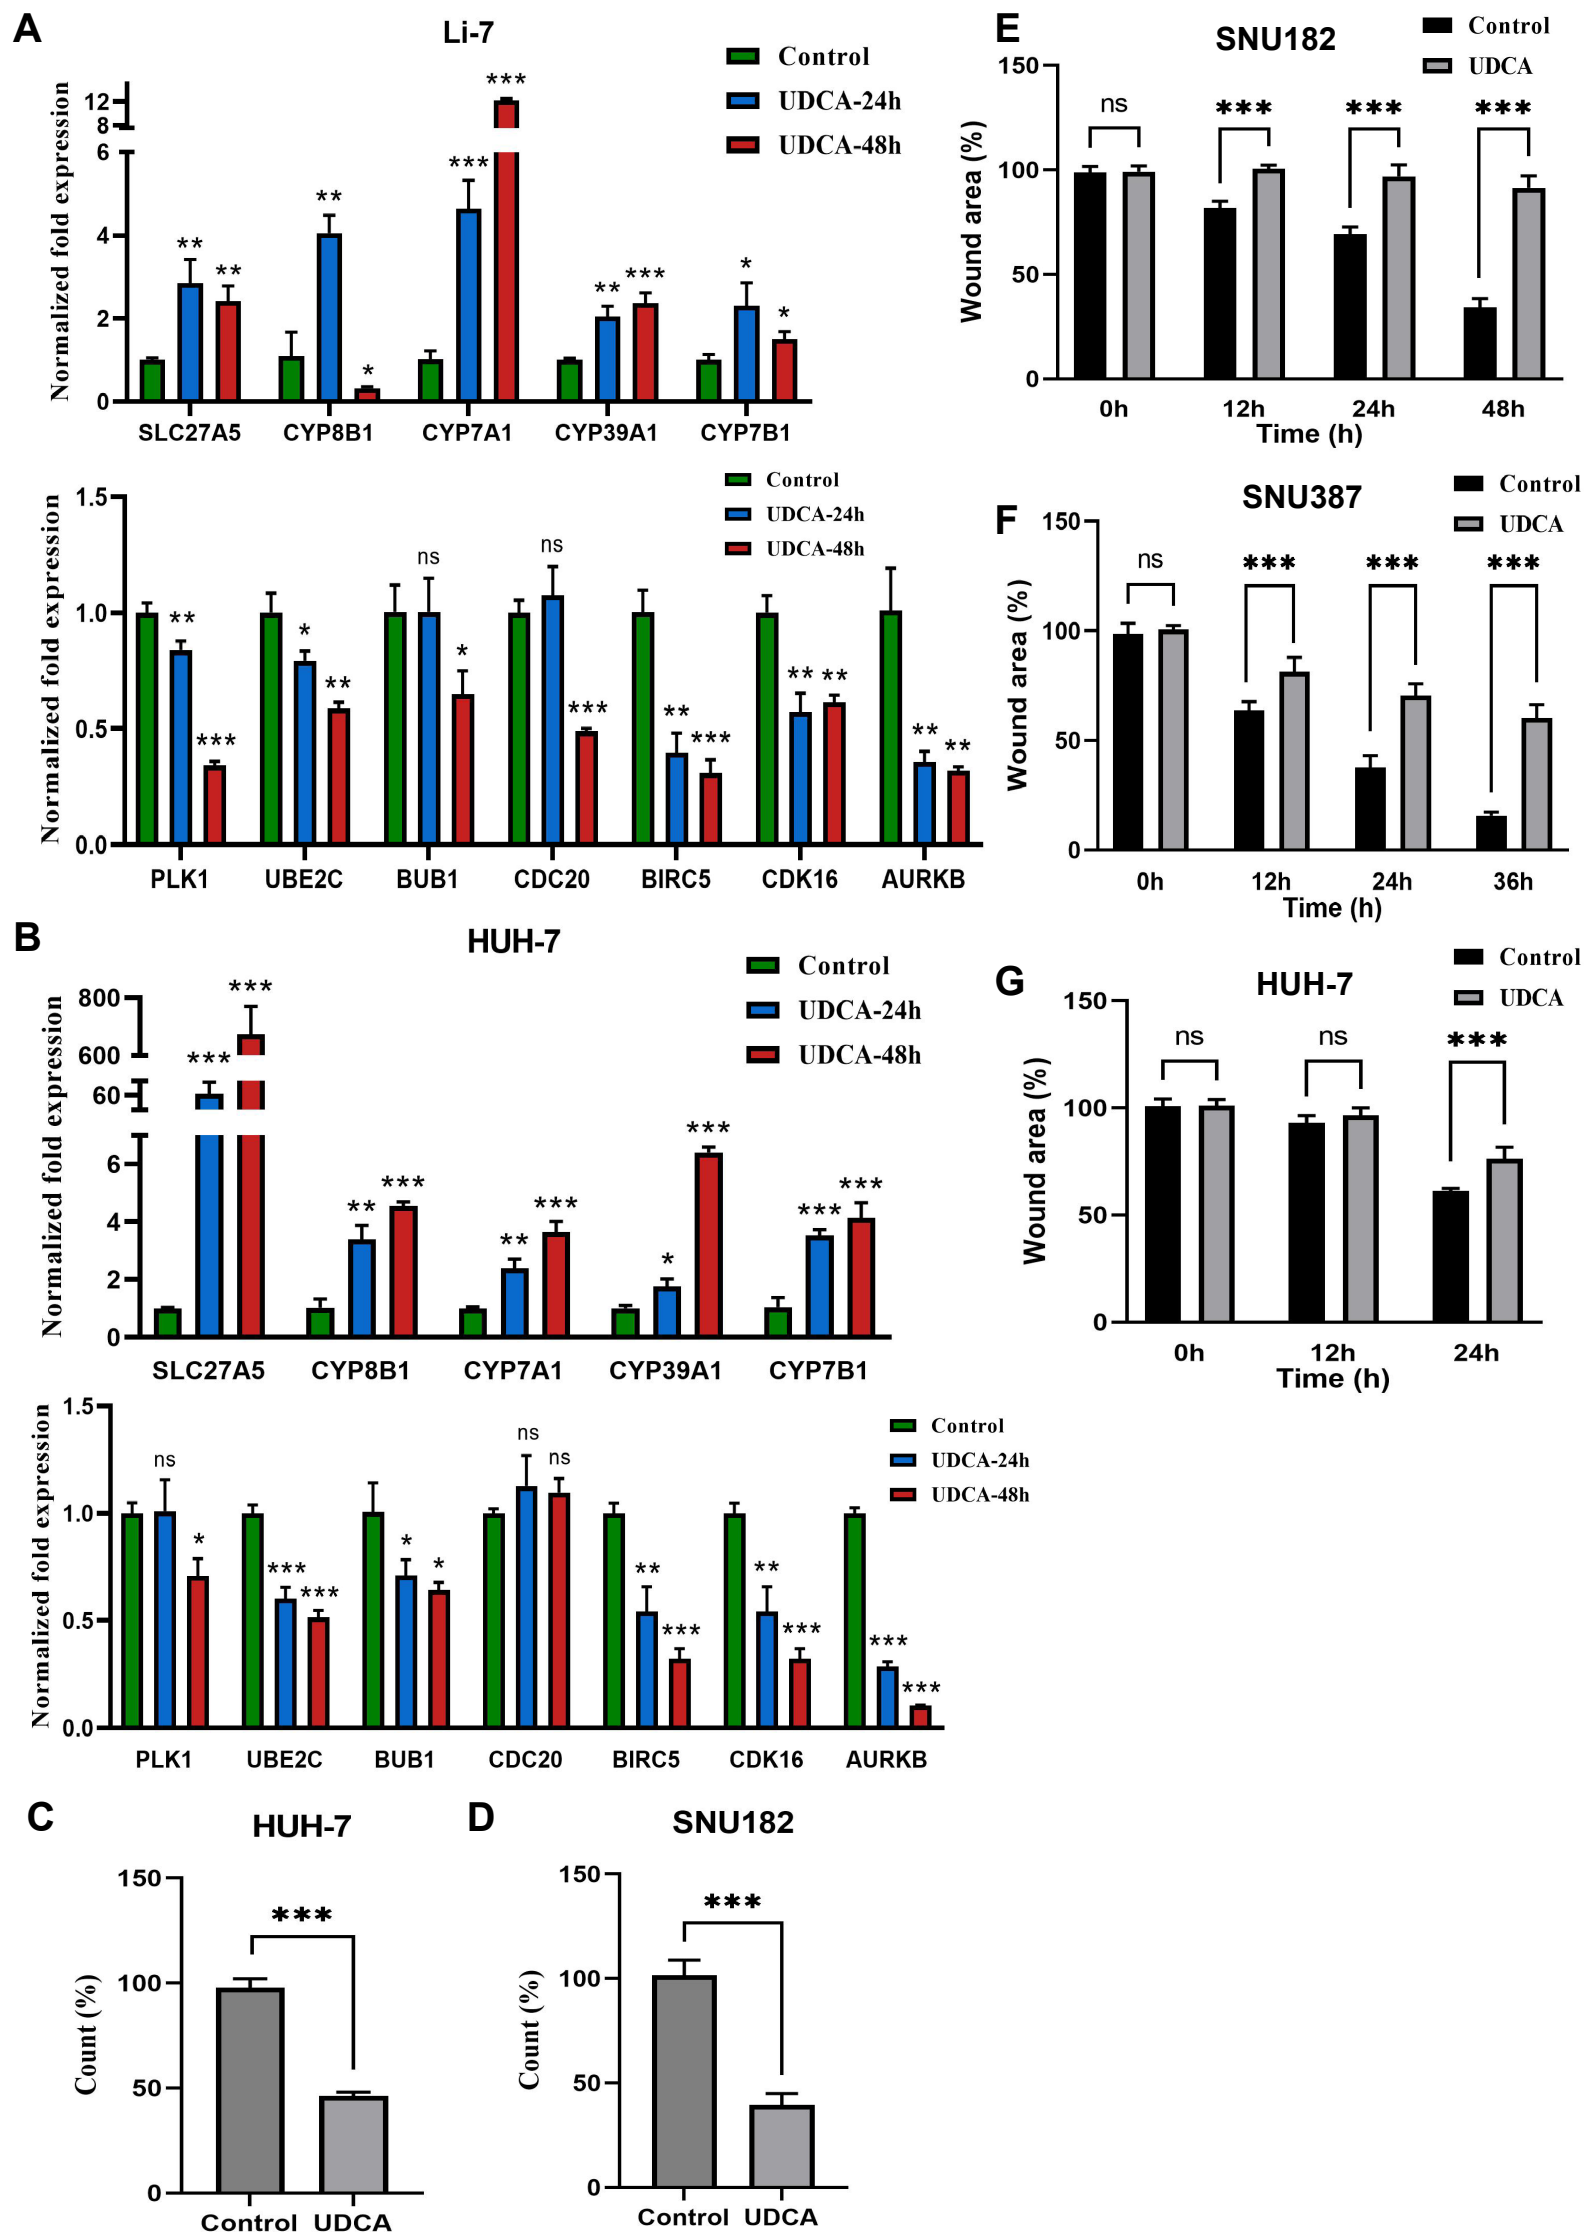 A
Li-7
Control
UDCA-24h
UDCA-48h
Normalized fold expression
12
8
6
4
2
0
***
***
**
**
**
*
**
***
*
*
SLC27A5 CYP8B1 CYP7A1 CYP39A1 CYP7B1
Control
UDCA-24h
UDCA-48h
Normalized fold expression
1.5
1.0
0.5
0.0
** *** * ** ns * ns *** ** *** ** ** ** **
PLK1 UBE2C BUB1 CDC20 BIRC5 CDK16 AURKB
B
HUH-7
Control
UDCA-24h
UDCA-48h
Normalized fold expression
800
600
60
6
4
2
0
*** *** ** *** ** *** * *** *** ***
SLC27A5 CYP8B1 CYP7A1 CYP39A1 CYP7B1
Control
UDCA-24h
UDCA-48h
Normalized fold expression
1.5
1.0
0.5
0.0
ns * *** *** * * ns ns ** *** ** *** *** ***
PLK1 UBE2C BUB1 CDC20 BIRC5 CDK16 AURKB
C
HUH-7
Count (%)
150
100
50
0
***
Control UDCA
D
SNU182
Count (%)
150
100
50
0
***
Control UDCA
E
SNU182
Control
UDCA
Wound area (%)
150
100
50
0
ns *** *** ***
0h 12h 24h 48h
Time (h)
F
SNU387
Control
UDCA
Wound area (%)
150
100
50
0
ns *** *** ***
0h 12h 24h 36h
Time (h)
G
HUH-7
Control
UDCA
Wound area (%)
150
100
50
0
ns ns ***
0h 12h 24h
Time (h)